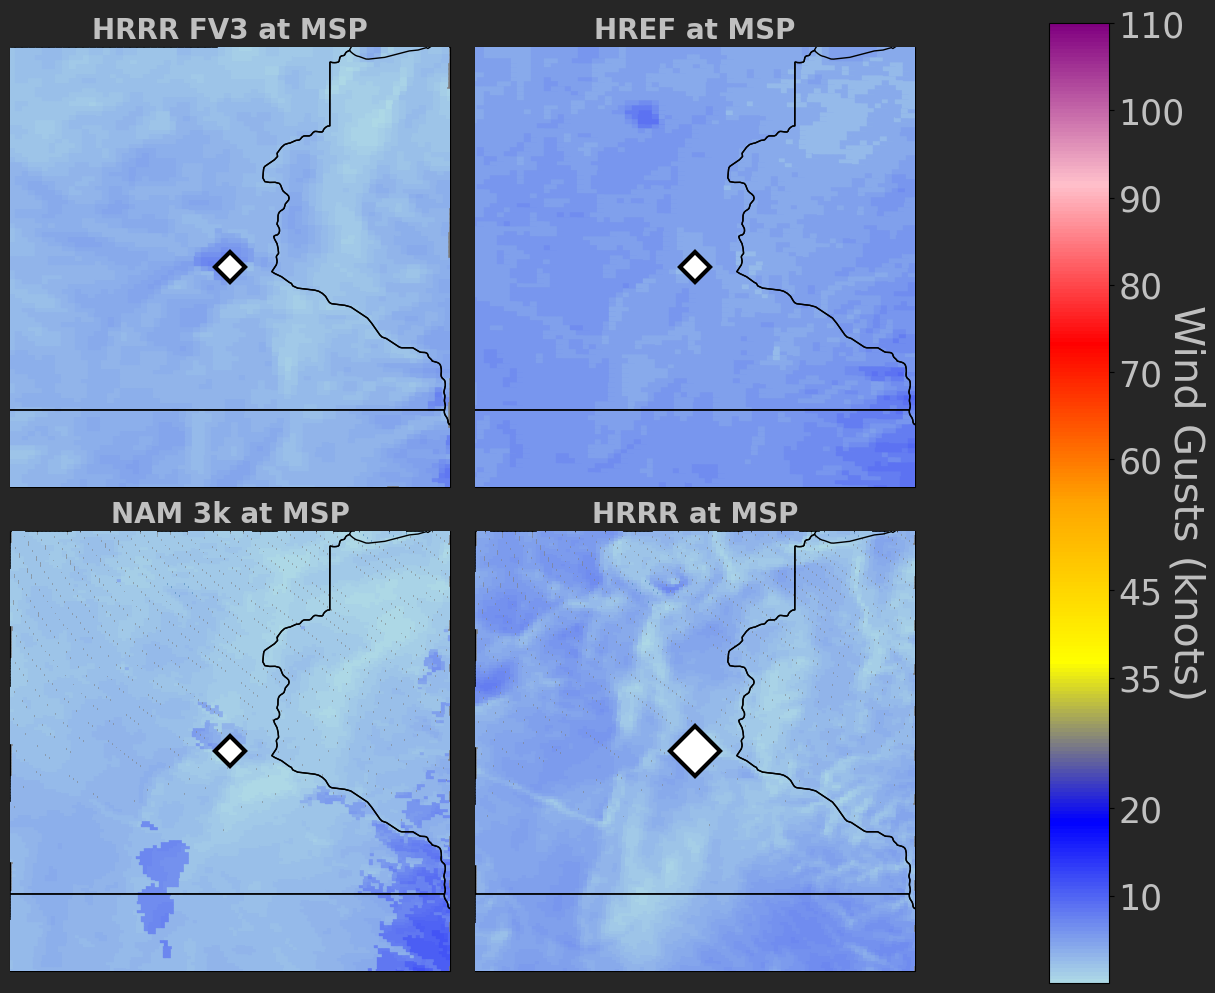 HRRR FV3 at MSP
HREF at MSP
NAM 3k at MSP
HRRR at MSP
110
100
90
80
70
60
45
35
20
10
Wind Gusts (knots)